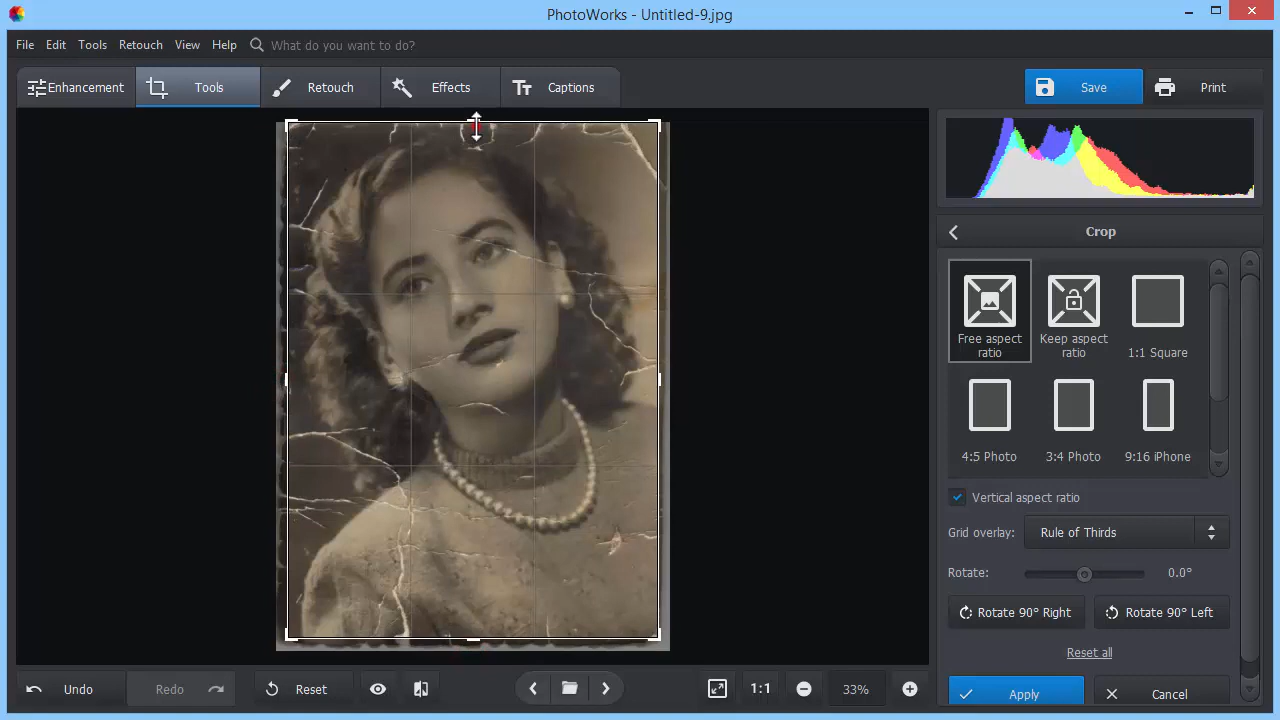 PhotoWorks - Untitled-9.jpg
File Edit Tools Retouch View Help What do you want to do?
Enhancement Tools Retouch Effects Captions Save Print
Crop
Free aspect ratio
Keep aspect ratio
1:1 Square
4:5 Photo 3:4 Photo 9:16 iPhone
Vertical aspect ratio
Grid overlay: Rule of Thirds
Rotate: 0.0°
Rotate 90° Right Rotate 90° Left
Reset all
Apply Cancel
Undo Redo Reset 1:1 33%